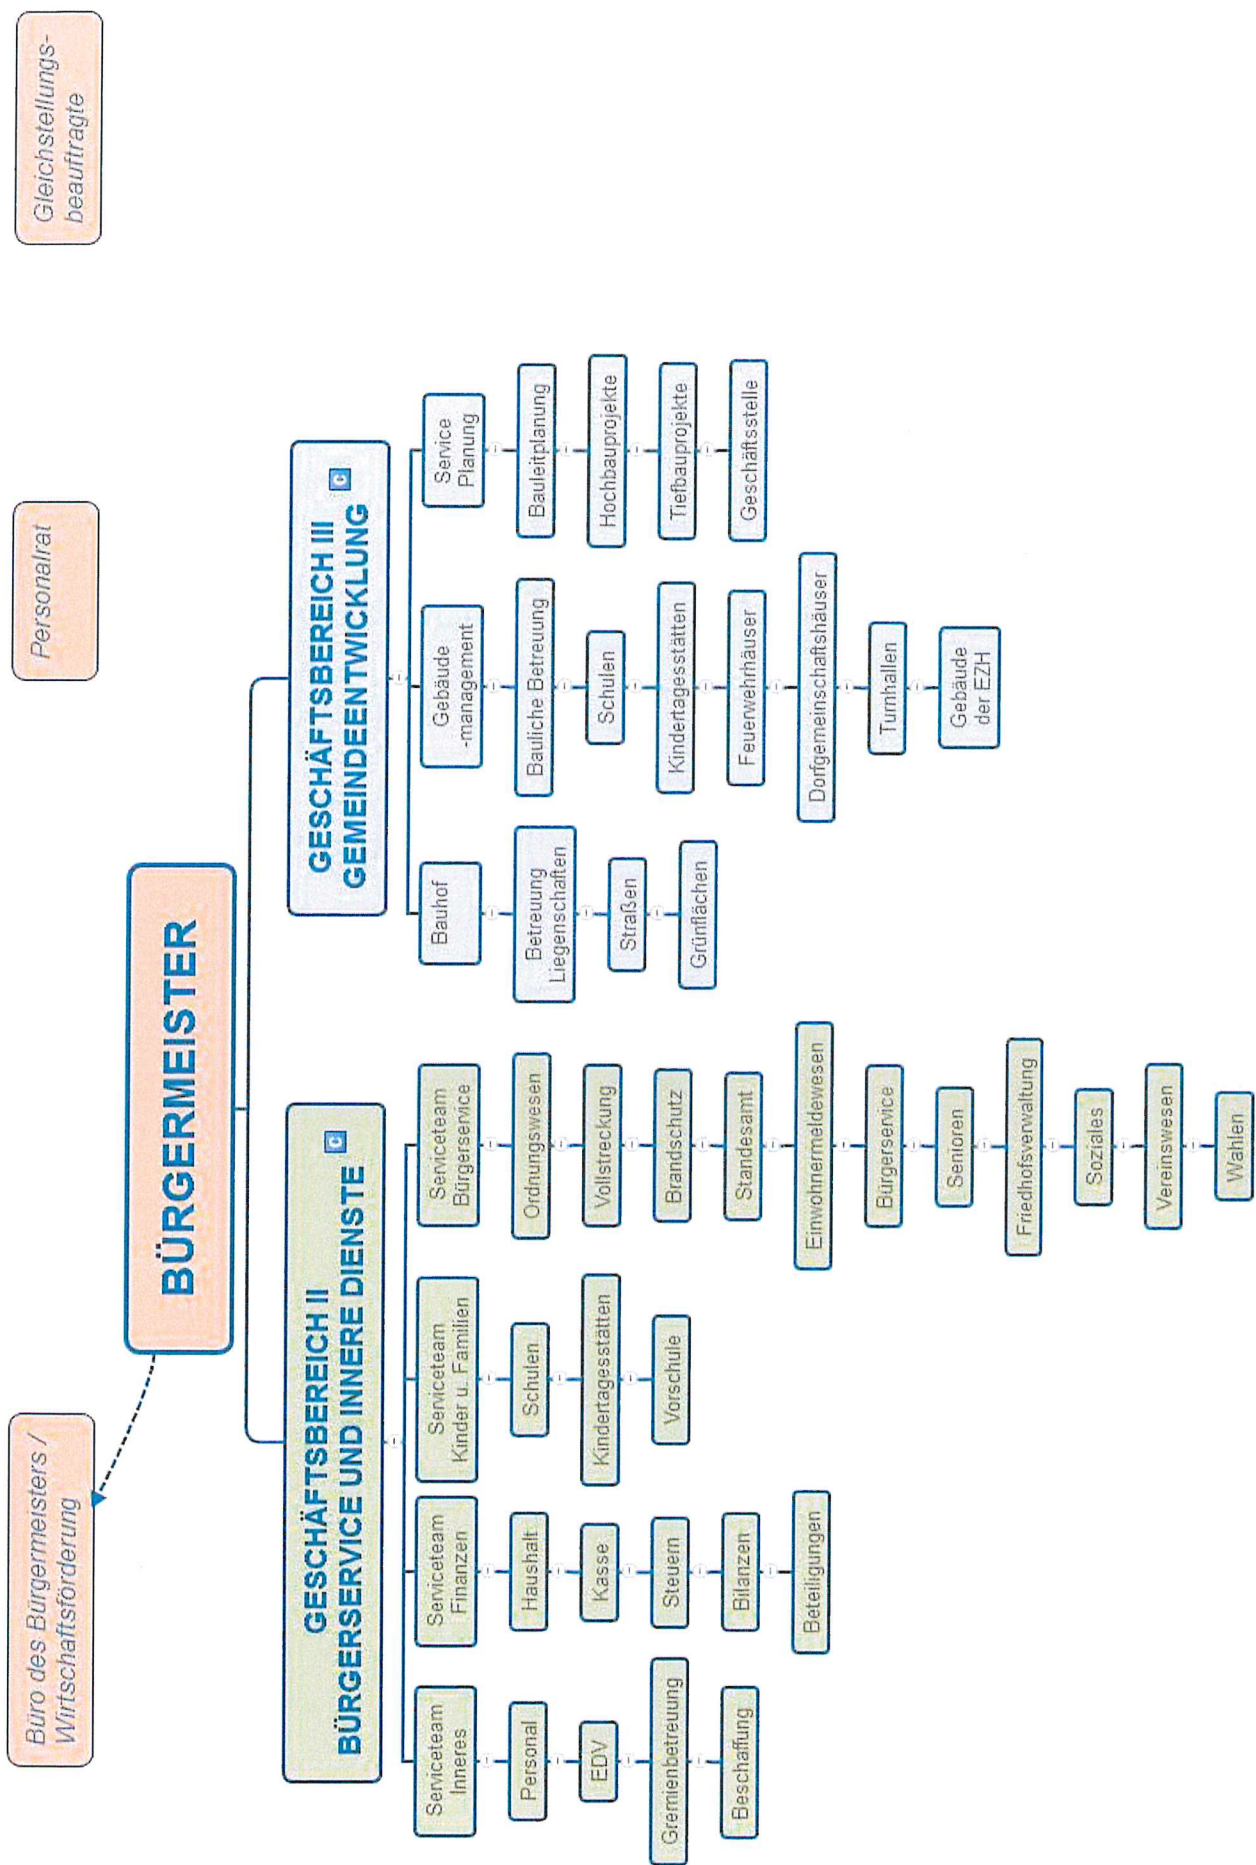 Büro des Bürgermeisters /
Wirtschaftsförderung
Personalrat
Gleichstellungs-
beauftragte
BÜRGERMEISTER
GESCHÄFTSBEREICH II
BÜRGERSERVICE UND INNERE DIENSTE
C
GESCHÄFTSBEREICH III
GEMEINDEENTWICKLUNG
C
Serviceteam
Inneres
Personal
EDV
Gremienbetreuung
Beschaffung
Serviceteam
Finanzen
Haushalt
Kasse
Steuern
Bilanzen
Beteiligungen
Serviceteam
Kinder u. Familien
Schulen
Kindertagesstätten
Vorschule
Serviceteam
Bürgerservice
Ordnungswesen
Vollstreckung
Brandschutz
Standesamt
Einwohnermeldewesen
Bürgerservice
Senioren
Friedhofsverwaltung
Soziales
Vereinswesen
Wahlen
Bauhof
Betreuung
Liegenschaften
Straßen
Grünflächen
Gebäude
-management
Bauliche Betreuung
Schulen
Kindertagesstätten
Feuerwehrhäuser
Dorfgemeinschaftshäuser
Turnhallen
Gebäude
der EZH
Service
Planung
Bauleitplanung
Hochbauprojekte
Tiefbauprojekte
Geschäftsstelle